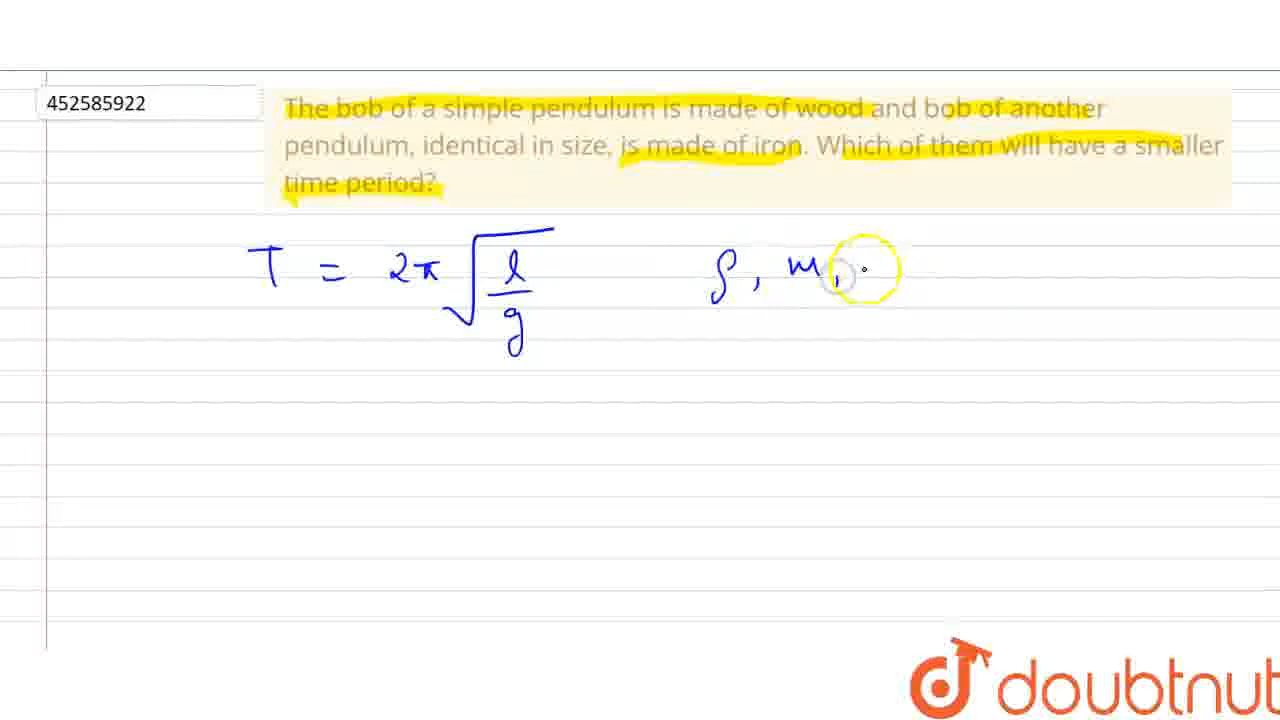 452585922
The bob of a simple pendulum is made of wood and bob of another
pendulum, identical in size, is made of iron. Which of them will have a smaller
time period?
T = 2π √(l/g) ρ, m,
doubtnut